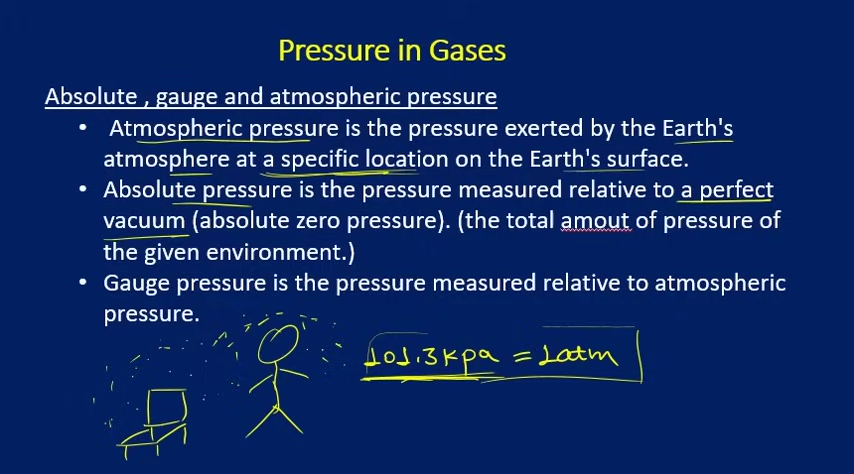 Pressure in Gases
Absolute , gauge and atmospheric pressure
• Atmospheric pressure is the pressure exerted by the Earth's
atmosphere at a specific location on the Earth's surface.
• Absolute pressure is the pressure measured relative to a perfect
vacuum (absolute zero pressure). (the total amout of pressure of
the given environment.)
• Gauge pressure is the pressure measured relative to atmospheric
pressure.
101.3kpa = 1atm